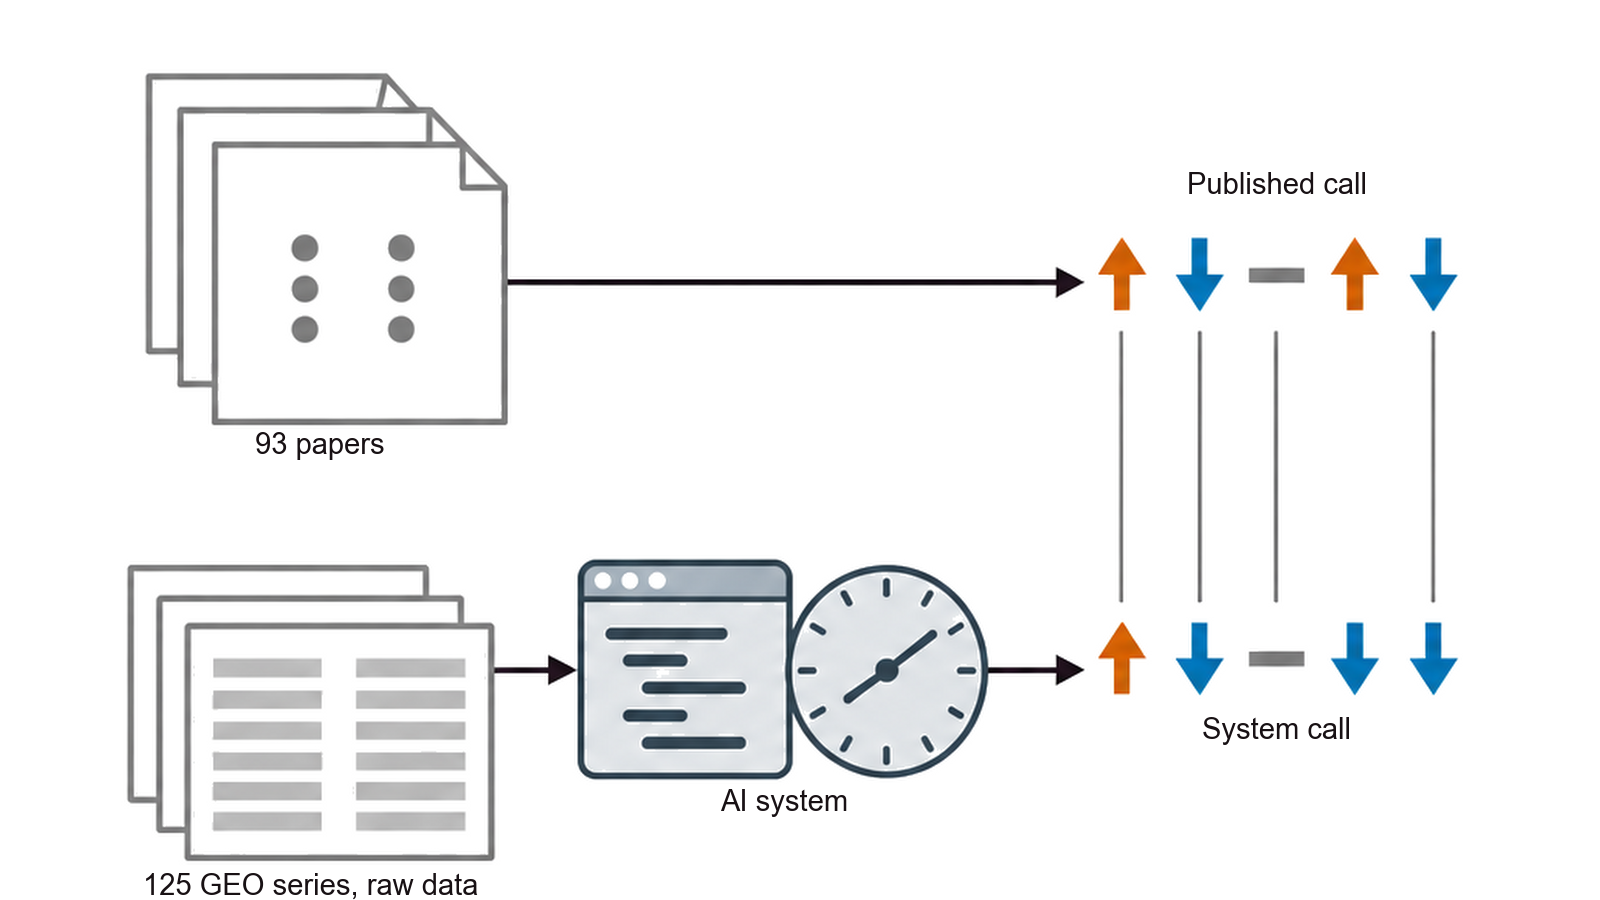 Published call
93 papers
System call
AI system
125 GEO series, raw data